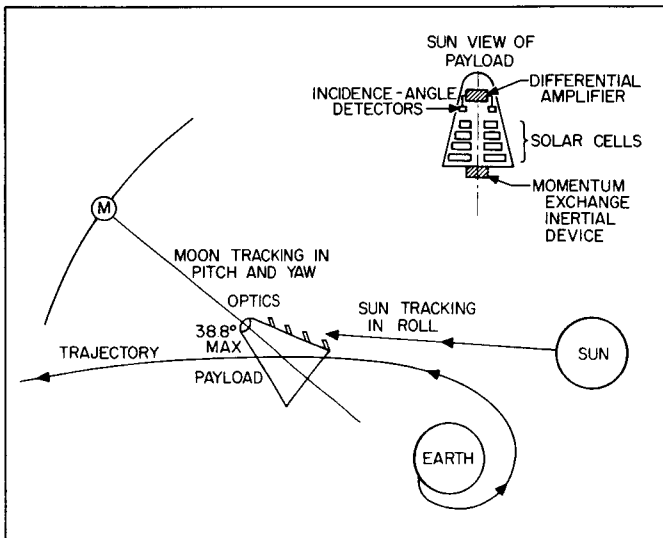 SUN VIEW OF
PAYLOAD
INCIDENCE-ANGLE
DETECTORS
DIFFERENTIAL
AMPLIFIER
SOLAR CELLS
MOMENTUM
EXCHANGE
INERTIAL
DEVICE
M
MOON TRACKING IN
PITCH AND YAW
OPTICS
38.8°
MAX
SUN TRACKING
IN ROLL
SUN
TRAJECTORY
PAYLOAD
EARTH